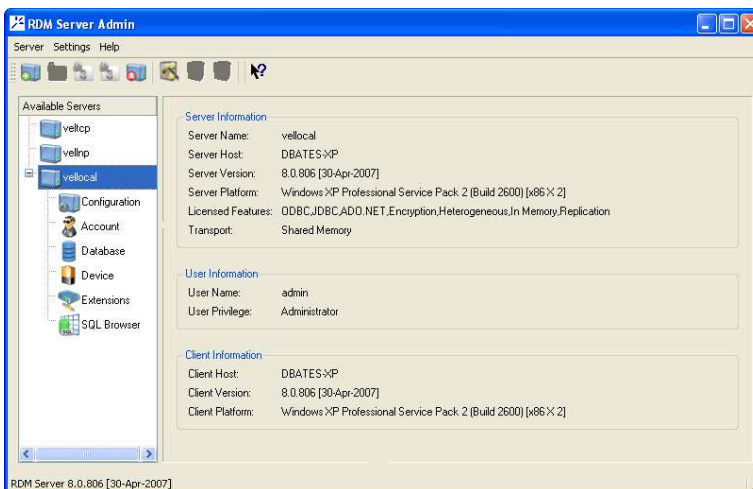 RDM Server Admin
Server Settings Help
Available Servers
veltcp
velnp
vellocal
Configuration
Account
Database
Device
Extensions
SQL Browser
Server Information
Server Name: vellocal
Server Host: DBATES-XP
Server Version: 8.0.806 [30-Apr-2007]
Server Platform: Windows XP Professional Service Pack 2 (Build 2600) [x86 X 2]
Licensed Features: ODBC,JDBC,ADO.NET,Encryption,Heterogeneous,In Memory,Replication
Transport: Shared Memory
User Information
User Name: admin
User Privilege: Administrator
Client Information
Client Host: DBATES-XP
Client Version: 8.0.806 [30-Apr-2007]
Client Platform: Windows XP Professional Service Pack 2 (Build 2600) [x86 X 2]
RDM Server 8.0.806 [30-Apr-2007]